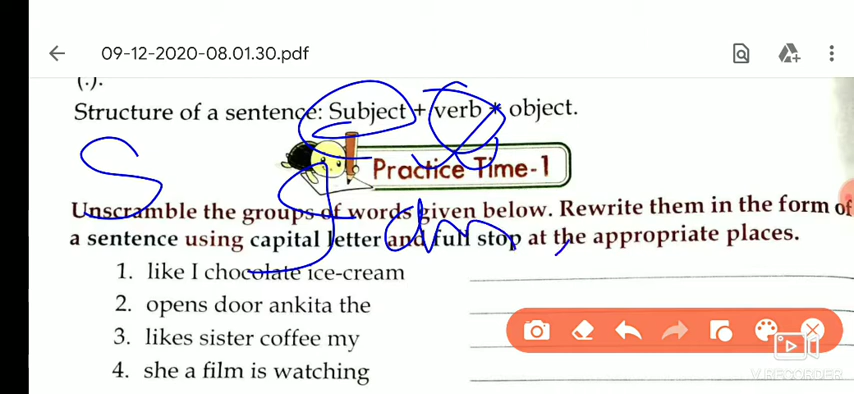 09-12-2020-08.01.30.pdf
(.).
Structure of a sentence: Subject + verb + object.
Practice Time-1
Unscramble the groups of words given below. Rewrite them in the form of
a sentence using capital letter and full stop at the appropriate places.
1. like I chocolate ice-cream
2. opens door ankita the
3. likes sister coffee my
4. she a film is watching
V.RECORDER